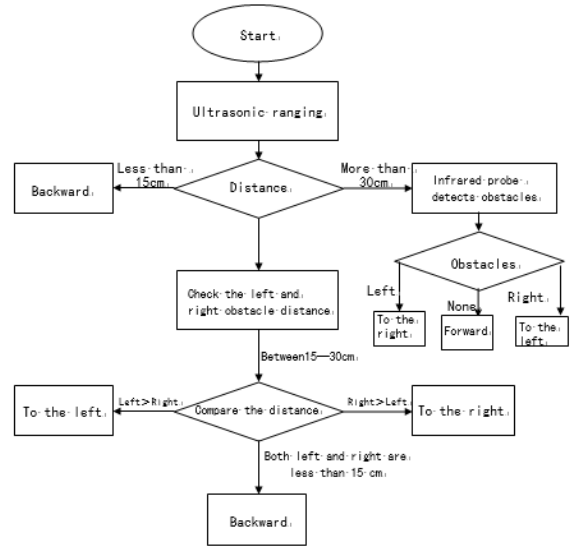 Start
Ultrasonic ranging
Less than
15cm
More than
30cm
Backward
Distance
Infrared probe
detects obstacles
Obstacles
Left
None
Right
To the
right
Forward
To the
left
Check the left and
right obstacle distance
Between15—30cm
To the left
Left>Right
Compare the distance
Right>Left
To the right
Both left and right are
less than 15 cm
Backward